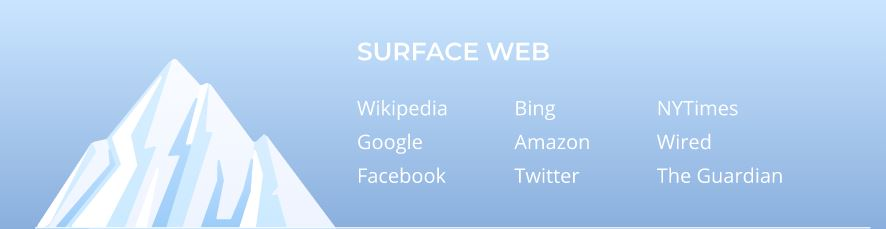 SURFACE WEB
Wikipedia Bing NYTimes
Google Amazon Wired
Facebook Twitter The Guardian